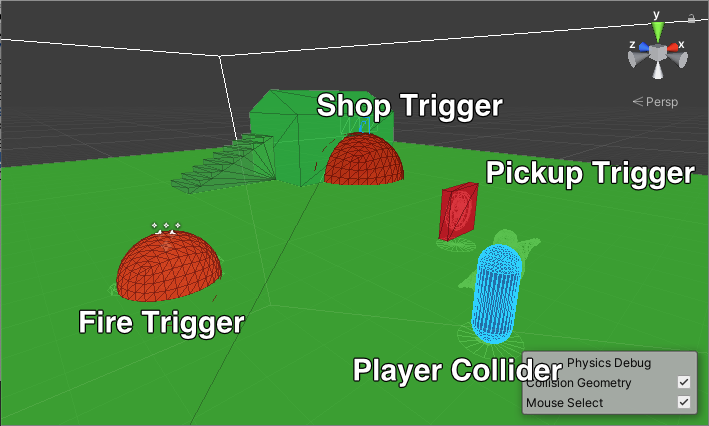 y
z
x
Persp
Shop Trigger
Pickup Trigger
Fire Trigger
Player Collider
Physics Debug
Collision Geometry
Mouse Select